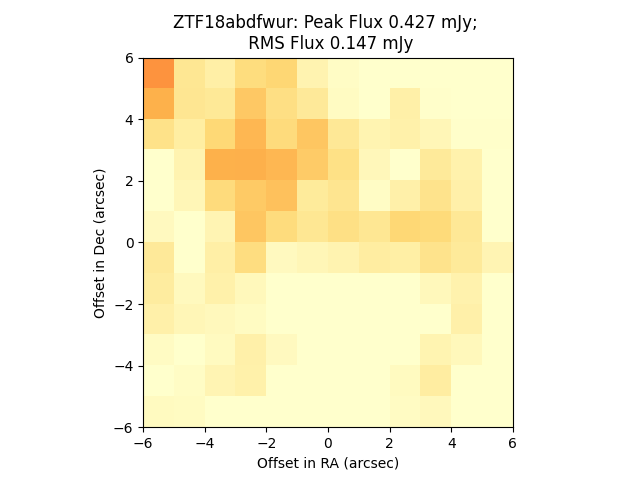 ZTF18abdfwur: Peak Flux 0.427 mJy;
RMS Flux 0.147 mJy
6
4
2
0
−2
−4
−6
Offset in Dec (arcsec)
−6 −4 −2 0 2 4 6
Offset in RA (arcsec)